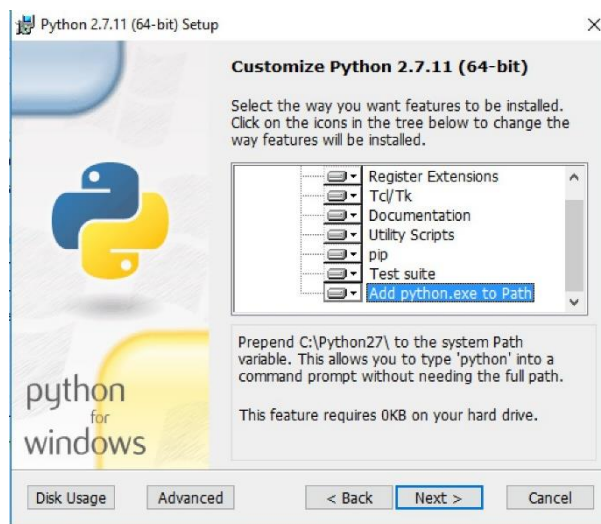 Python 2.7.11 (64-bit) Setup
Customize Python 2.7.11 (64-bit)
Select the way you want features to be installed.
Click on the icons in the tree below to change the
way features will be installed.
Register Extensions
Tcl/Tk
Documentation
Utility Scripts
pip
Test suite
Add python.exe to Path
Prepend C:\Python27\ to the system Path
variable. This allows you to type 'python' into a
command prompt without needing the full path.
This feature requires 0KB on your hard drive.
python
for
windows
Disk Usage
Advanced
< Back
Next >
Cancel